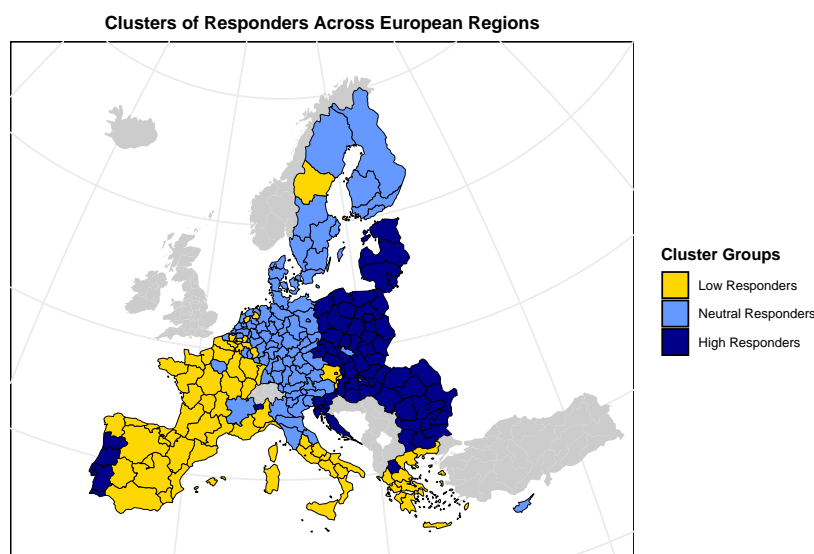 Clusters of Responders Across European Regions
Cluster Groups
Low Responders
Neutral Responders
High Responders